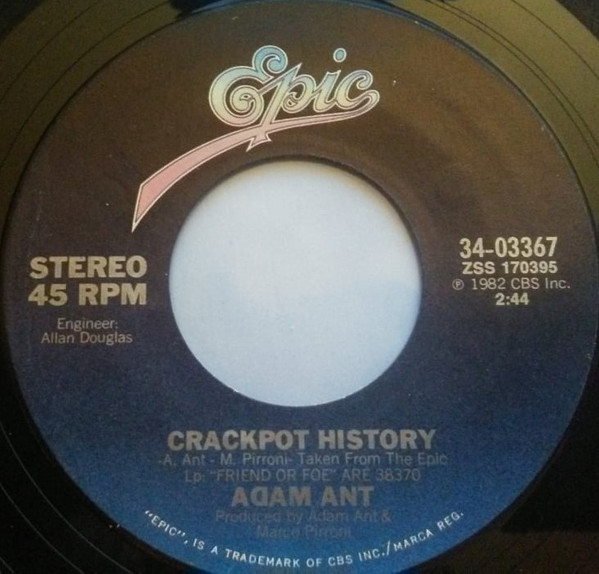 Epic
STEREO
45 RPM
Engineer:
Allan Douglas
34-03367
ZSS 170395
℗ 1982 CBS Inc.
2:44
CRACKPOT HISTORY
-A. Ant - M. Pirroni- Taken From The Epic
Lp: "FRIEND OR FOE" ARE 38370
ADAM ANT
Produced by Adam Ant &
Marco Pirroni
"EPIC", IS A TRADEMARK OF CBS INC./MARCA REG.